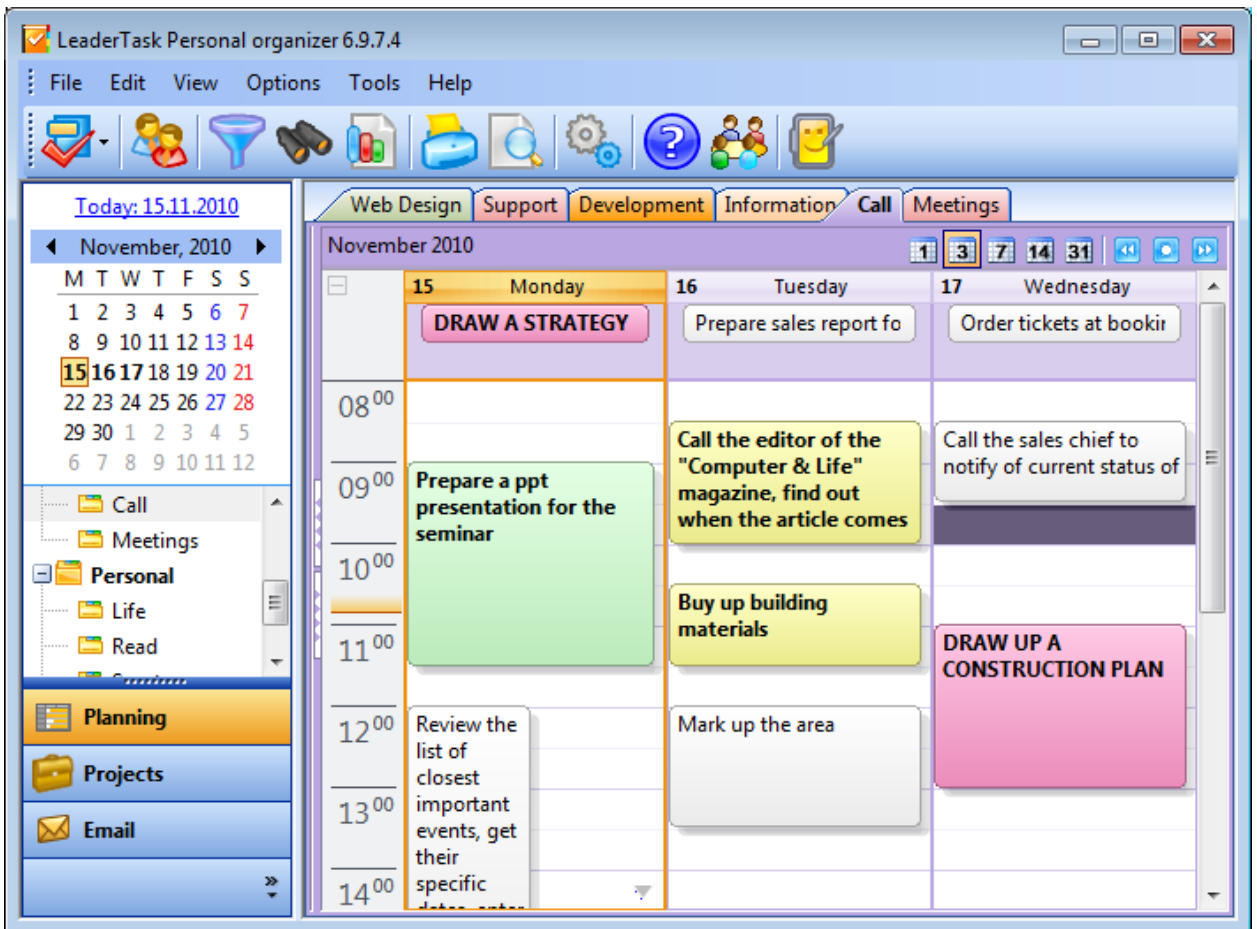 LeaderTask Personal organizer 6.9.7.4
File Edit View Options Tools Help
Today: 15.11.2010
November, 2010
M T W T F S S
1 2 3 4 5 6 7
8 9 10 11 12 13 14
15 16 17 18 19 20 21
22 23 24 25 26 27 28
29 30 1 2 3 4 5
6 7 8 9 10 11 12
Call
Meetings
Personal
Life
Read
Planning
Projects
Email
Web Design Support Development Information Call Meetings
November 2010
1 3 7 14 31
15 Monday
16 Tuesday
17 Wednesday
DRAW A STRATEGY
Prepare sales report fo
Order tickets at bookin
08 00
09 00
10 00
11 00
12 00
13 00
14 00
Prepare a ppt
presentation for the
seminar
Review the
list of
closest
important
events, get
their
specific
Call the editor of the
"Computer & Life"
magazine, find out
when the article comes
Buy up building
materials
Mark up the area
Call the sales chief to
notify of current status of
DRAW UP A
CONSTRUCTION PLAN